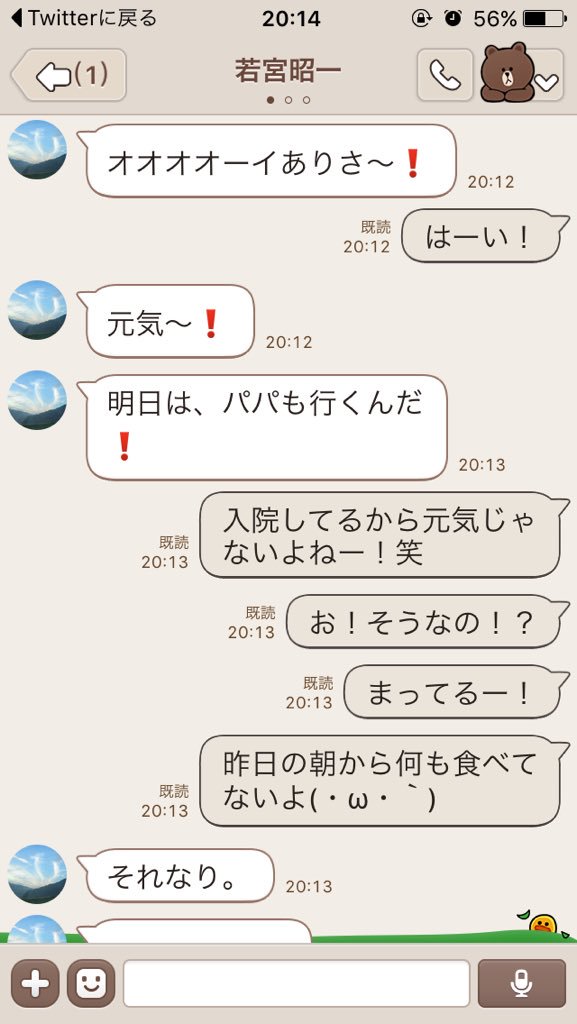 Twitterに戻る
20:14
56%
(1)
若宮昭一
オオオオーイありさ〜❗
20:12
既読
20:12
はーい！
元気〜❗
20:12
明日は、パパも行くんだ
❗
20:13
入院してるから元気じゃ
ないよねー！笑
既読
20:13
お！そうなの！？
既読
20:13
まってるー！
既読
20:13
昨日の朝から何も食べて
ないよ(・ω・｀)
既読
20:13
それなり。
20:13